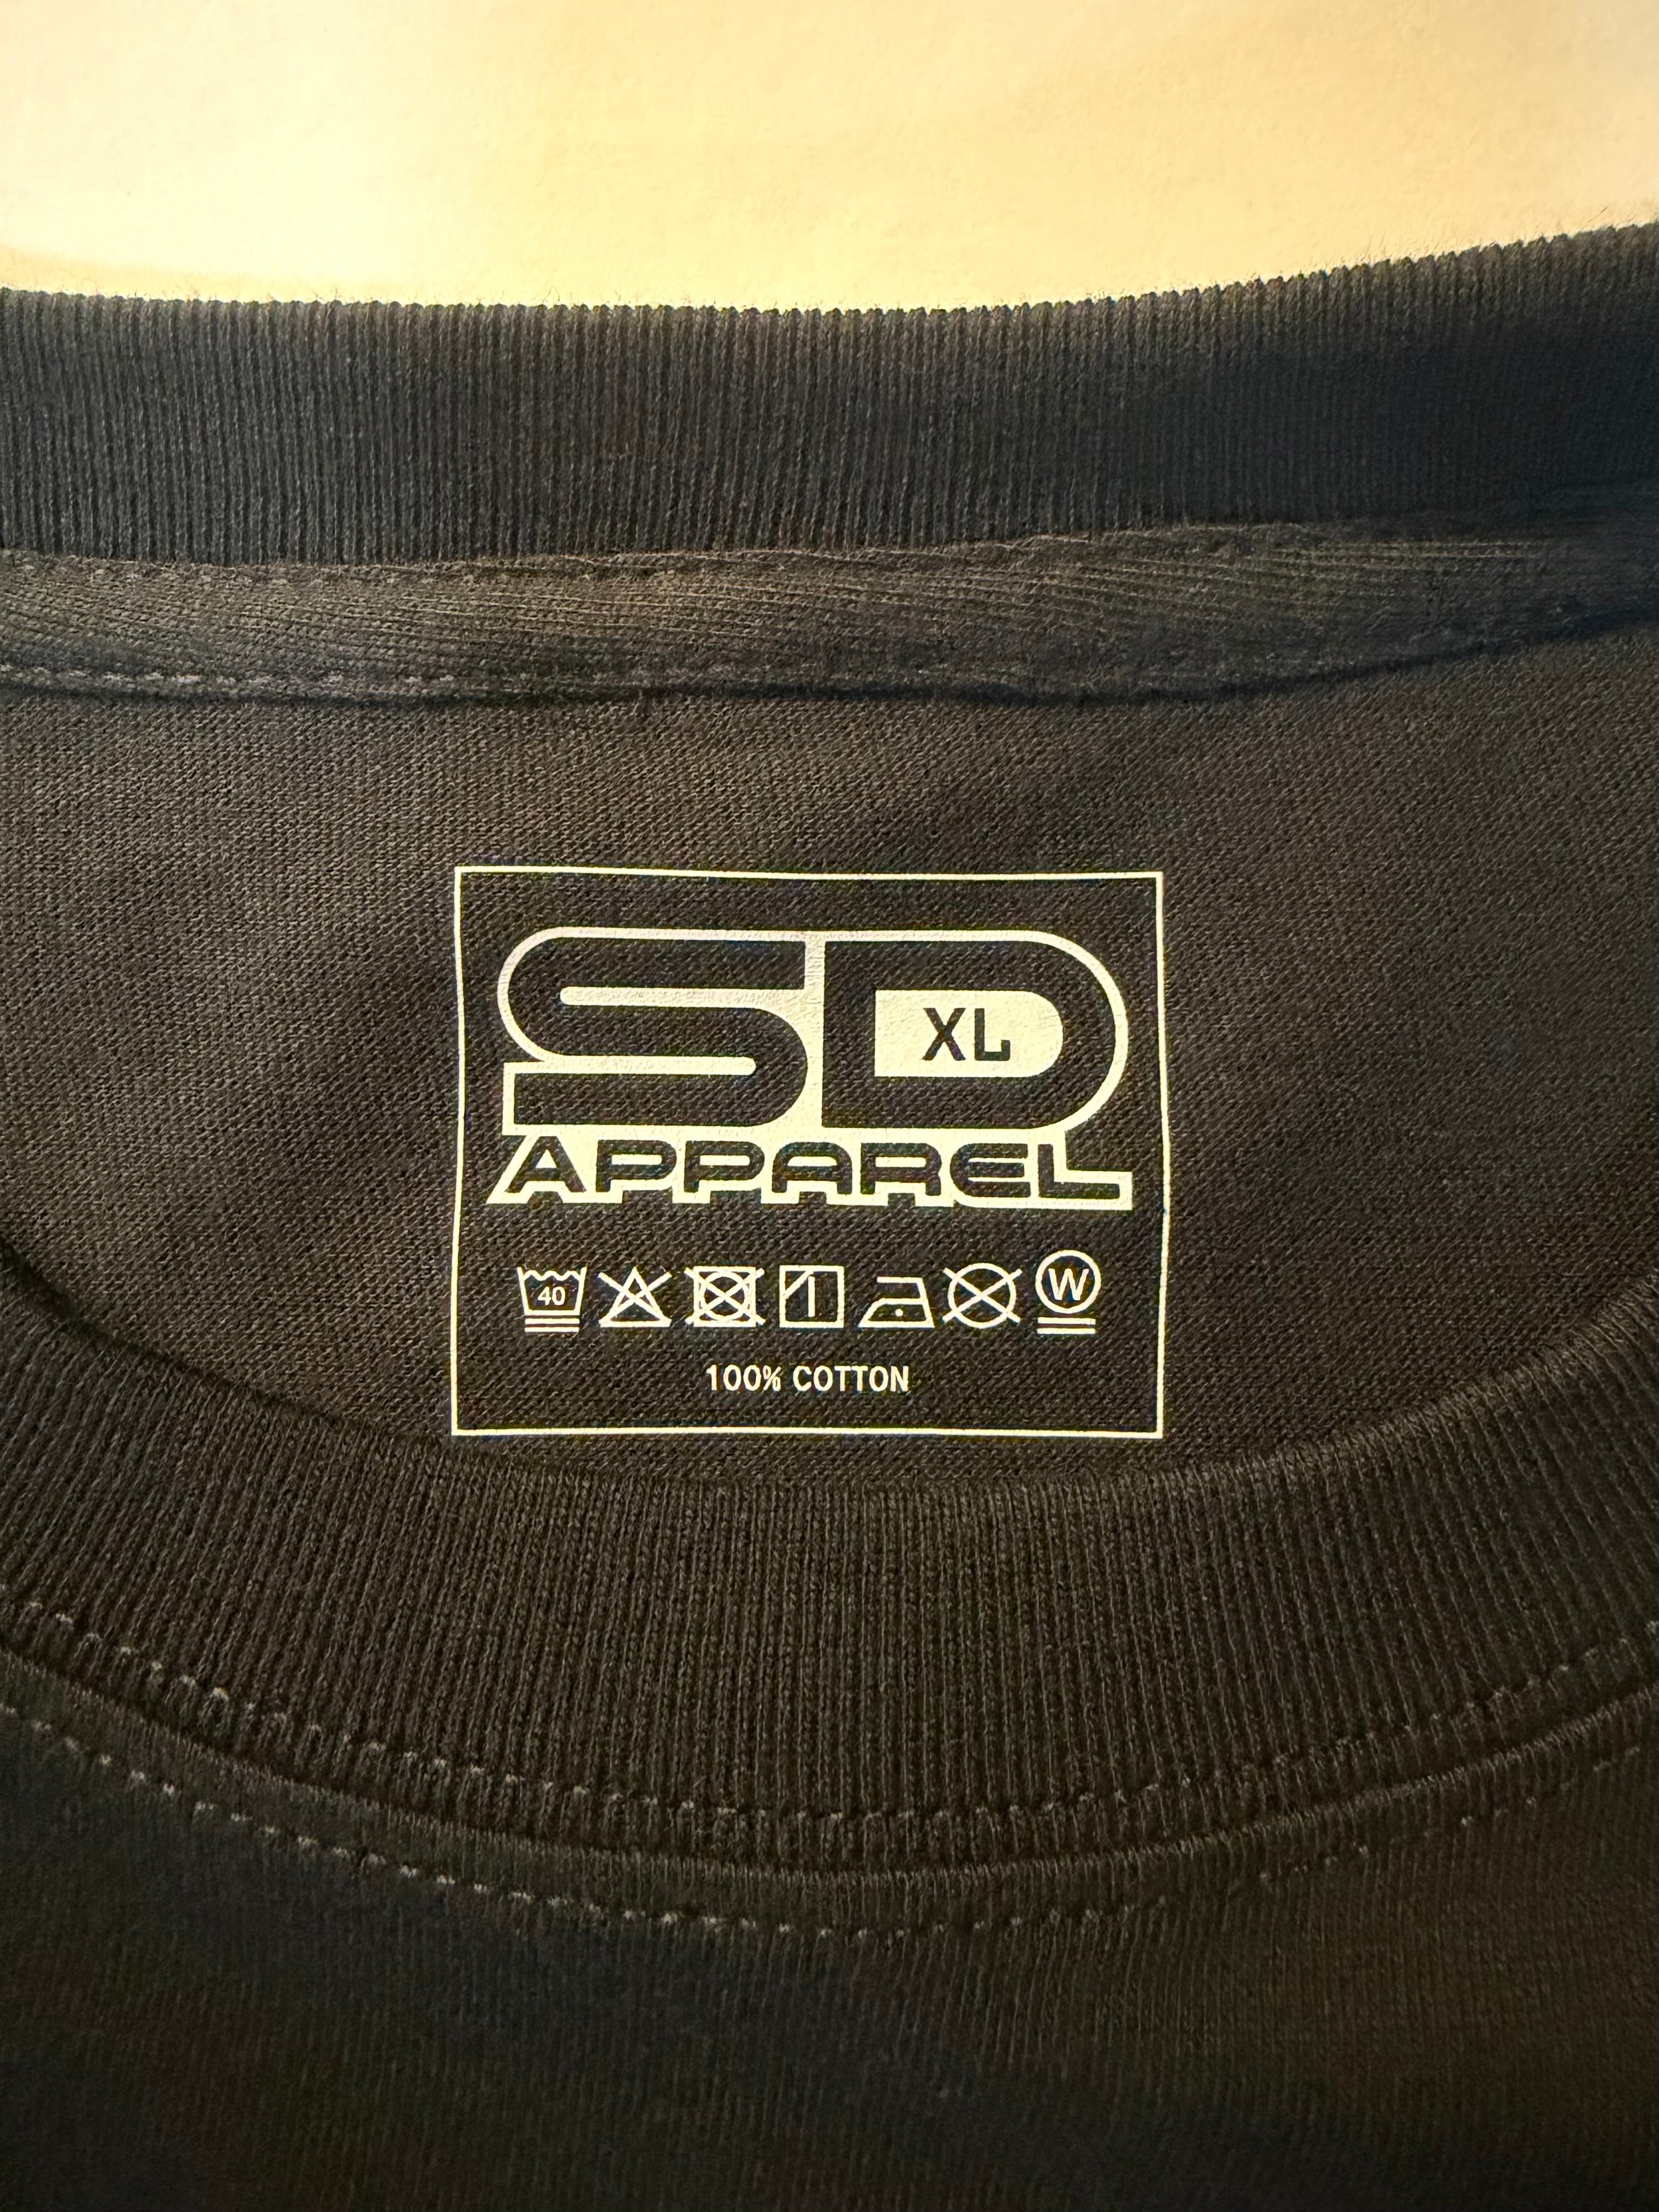 SD
XL
APPAREL
40 W
100% COTTON